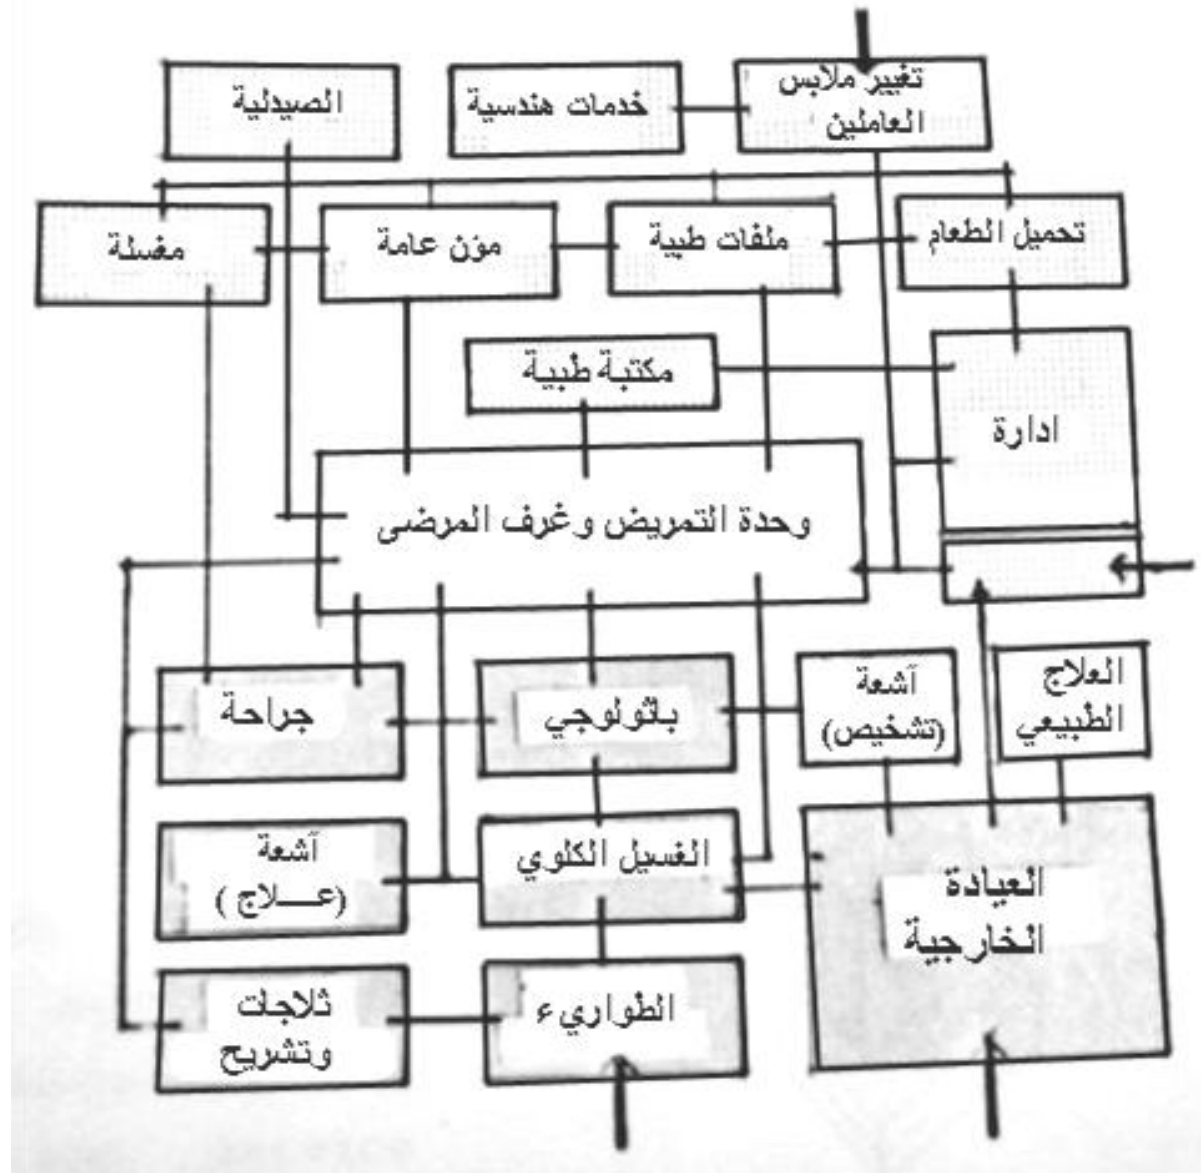 تغيير ملابس
العاملين
خدمات هندسية
الصيدلية
تحميل الطعام
ملفات طبية
مؤن عامة
مغسلة
مكتبة طبية
ادارة
وحدة التمريض وغرف المرضى
العلاج
الطبيعي
آشعة
(تشخيص)
باثولوجي
جراحة
العيادة
الخارجية
الغسيل الكلوي
آشعة
(عـــلاج )
الطواريء
ثلاجات
وتشريح